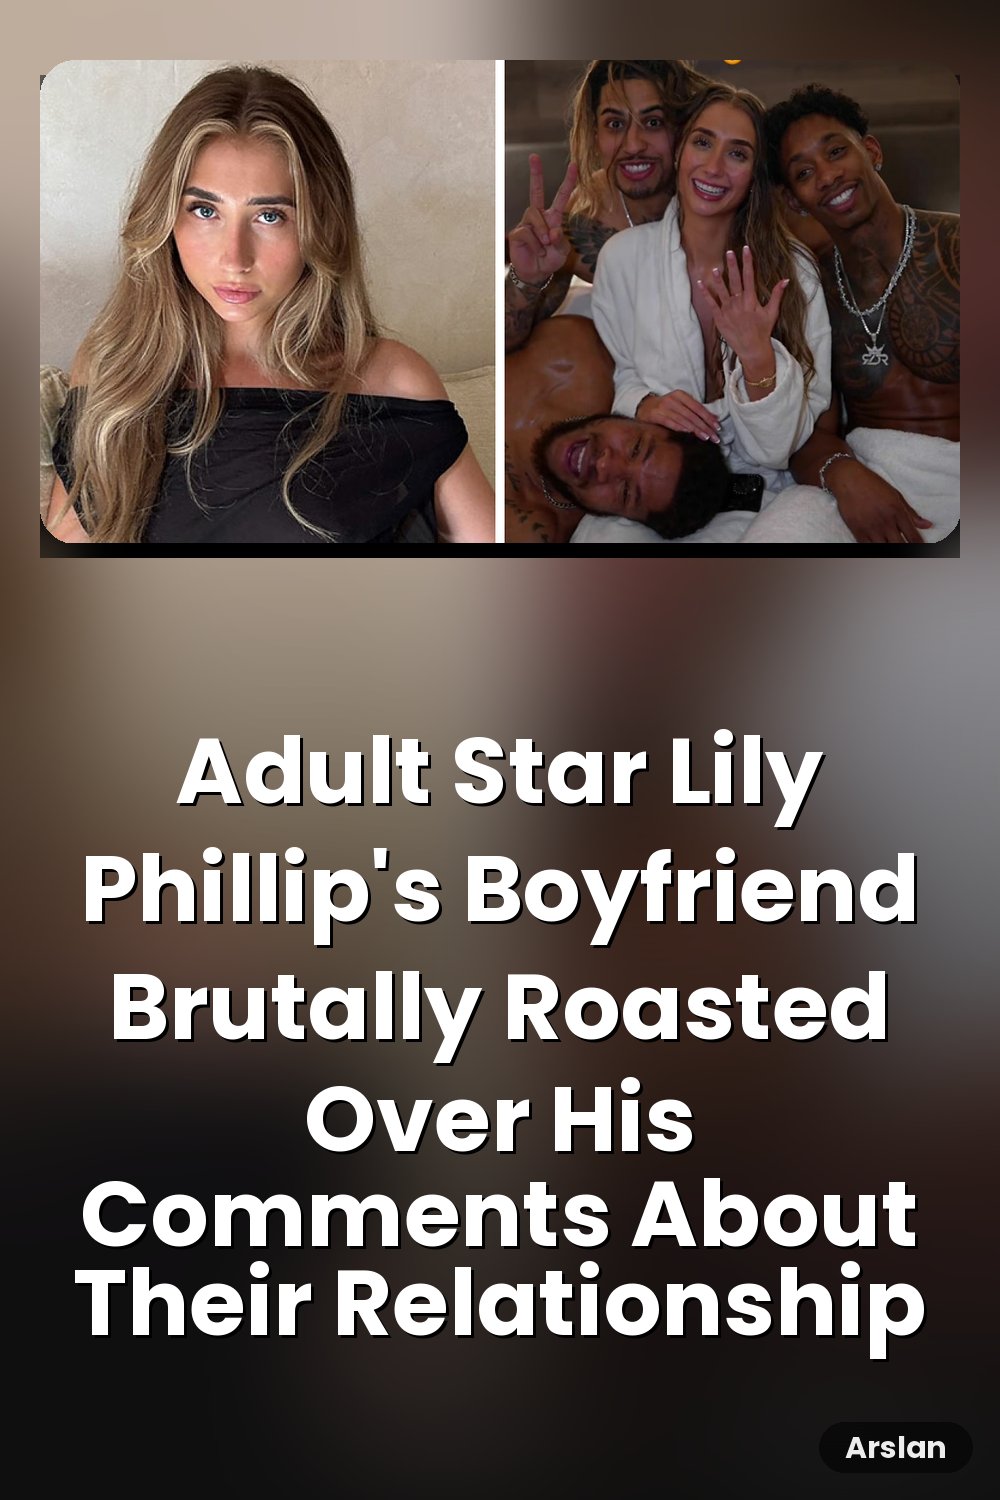 Adult Star Lily
Phillip's Boyfriend
Brutally Roasted
Over His
Comments About
Their Relationship
Arslan